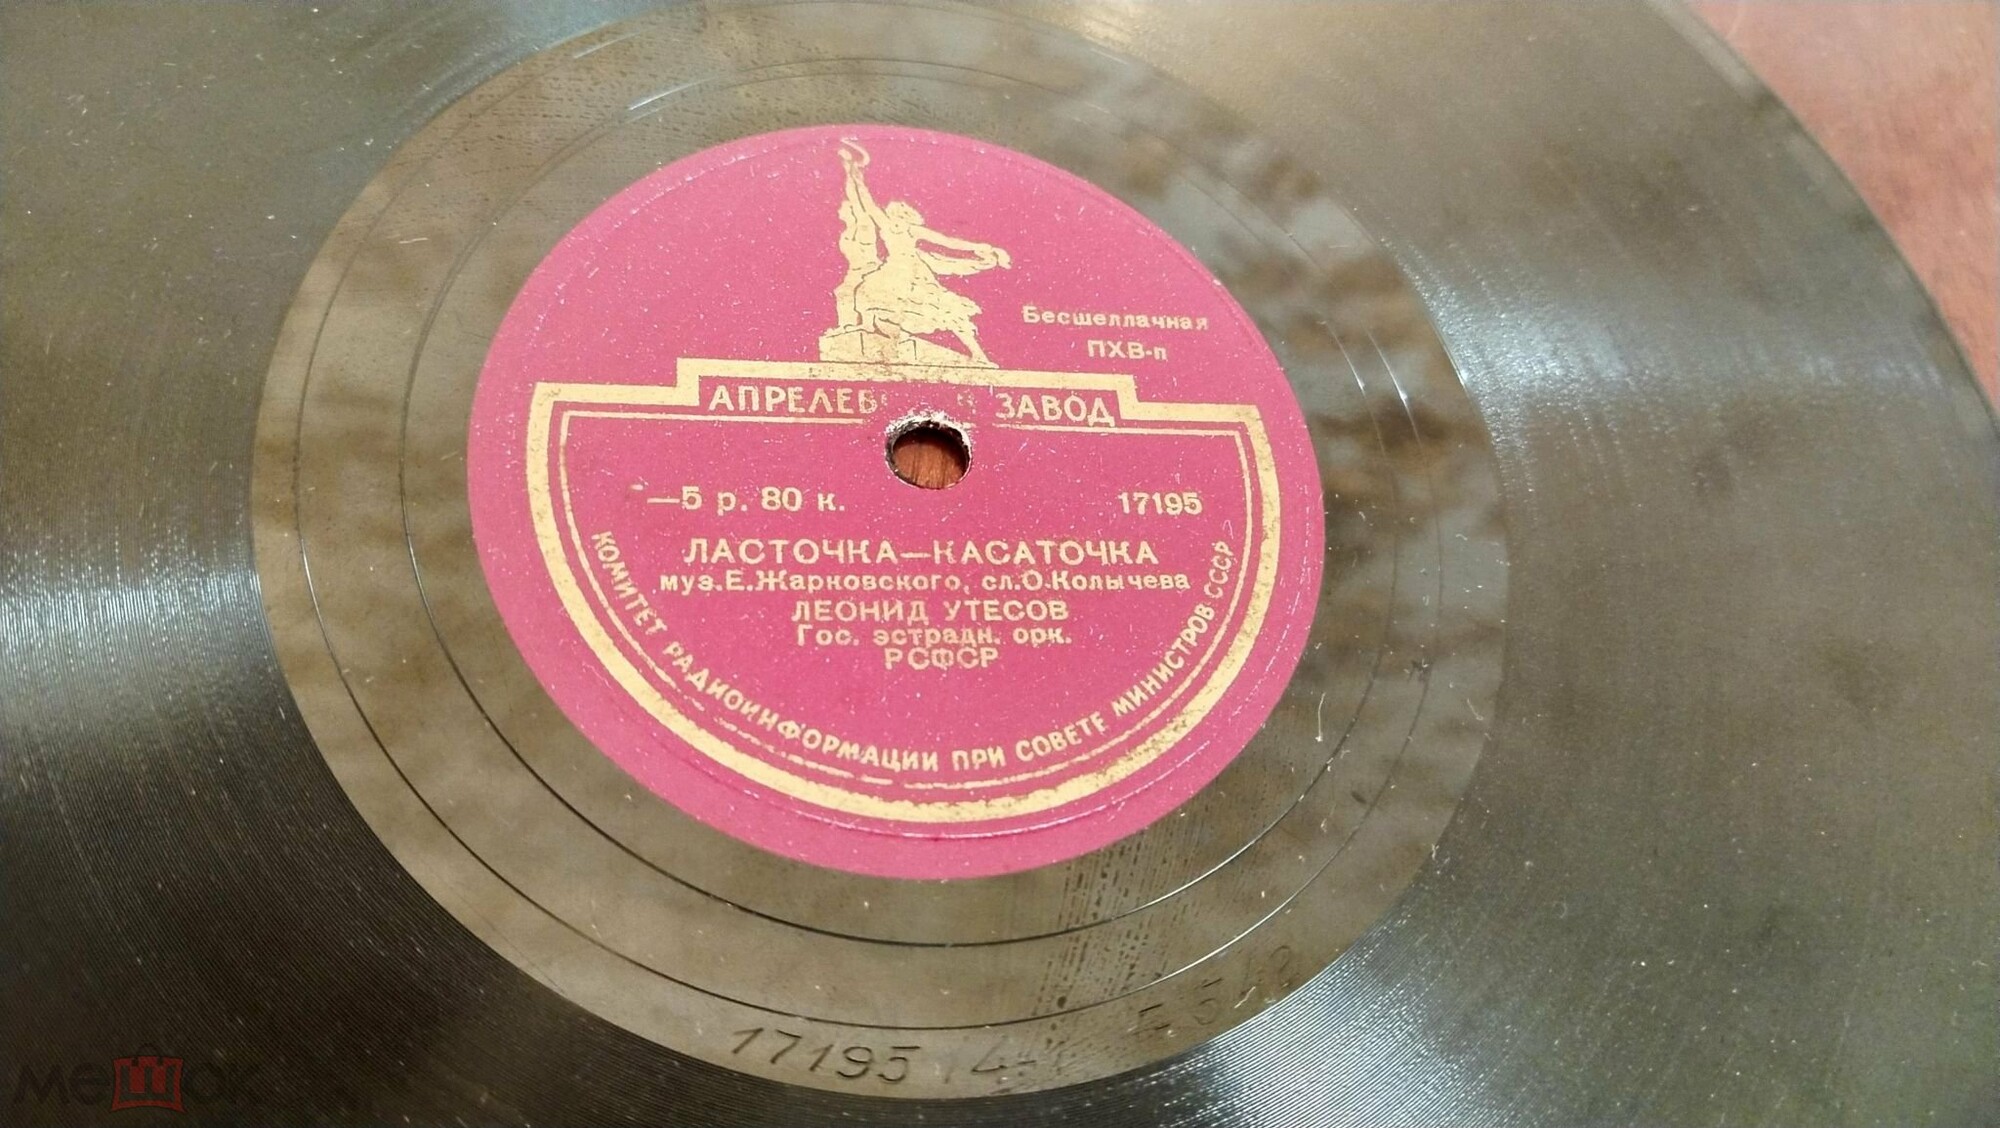 Бесшеллачная
ПХВ-п
ЗАВОД
—5 р. 80 к.
17195
ЛАСТОЧКА—КАСАТОЧКА
муз. Е. Жарковского, сл. О. Колычева
ЛЕОНИД УТЕСОВ
Гос. эстрадн. орк.
РСФСР
КОМИТЕТ РАДИОИНФОРМАЦИИ ПРИ СОВЕТЕ МИНИСТРОВ СССР
17195
мешок